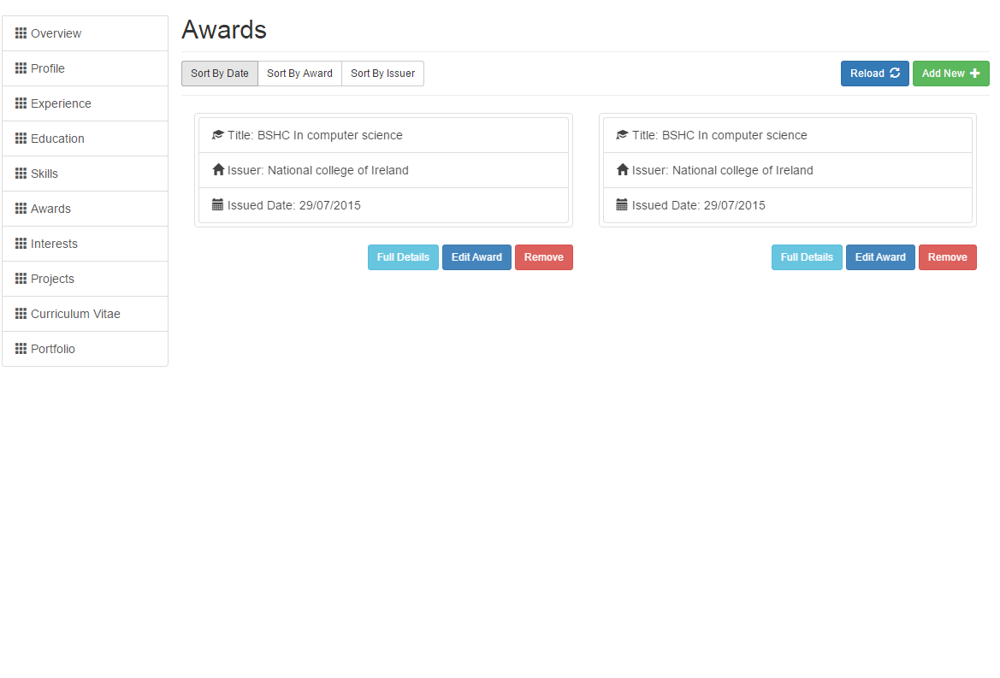 Overview
Profile
Experience
Education
Skills
Awards
Interests
Projects
Curriculum Vitae
Portfolio
Awards
Sort By Date Sort By Award Sort By Issuer Reload Add New
Title: BSHC In computer science
Issuer: National college of Ireland
Issued Date: 29/07/2015
Full Details Edit Award Remove
Title: BSHC In computer science
Issuer: National college of Ireland
Issued Date: 29/07/2015
Full Details Edit Award Remove